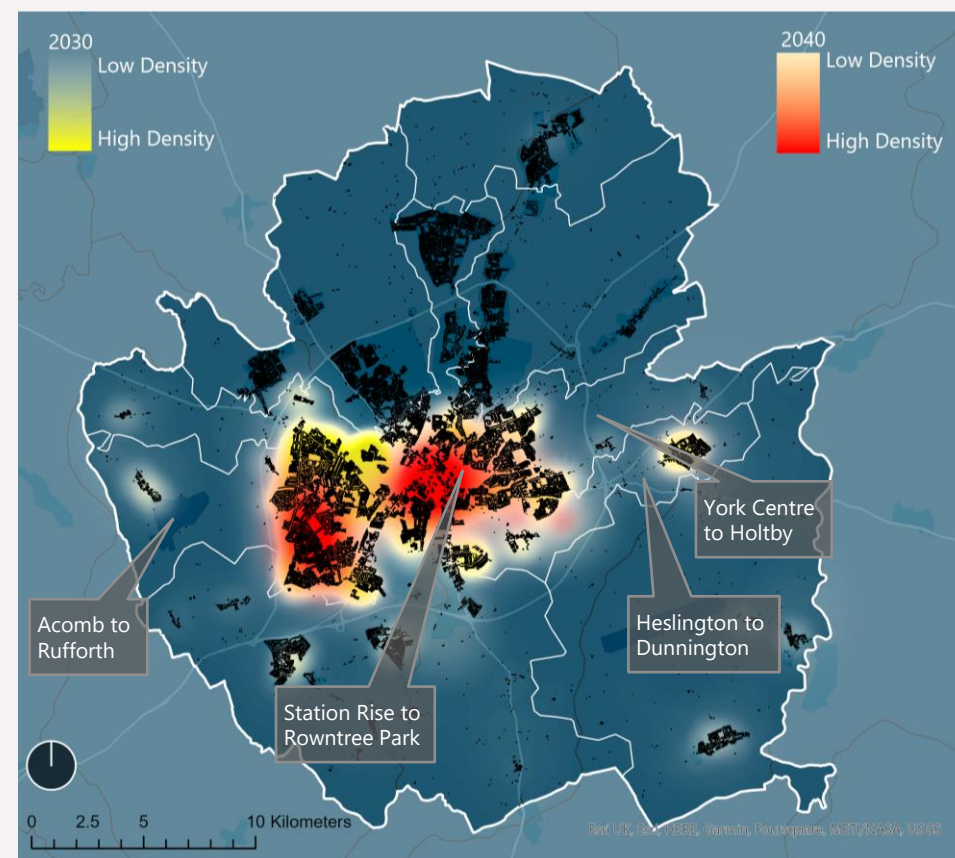 2030
Low Density
High Density
2040
Low Density
High Density
York Centre
to Holtby
Acomb to
Rufforth
Heslington to
Dunnington
Station Rise to
Rowntree Park
0 2.5 5 10 Kilometers
Esri UK, Esri, HERE, Garmin, Foursquare, METI/NASA, USGS